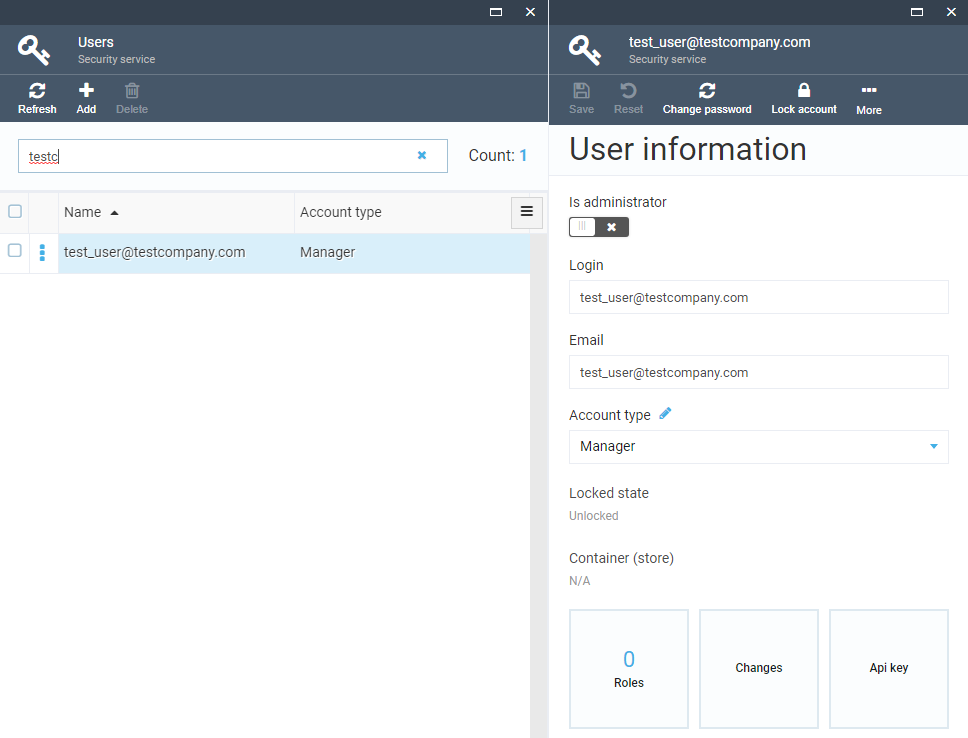 Users
Security service
Refresh
Add
Delete
testc
Count: 1
Name
Account type
test_user@testcompany.com
Manager
test_user@testcompany.com
Security service
Save
Reset
Change password
Lock account
More
User information
Is administrator
Login
test_user@testcompany.com
Email
test_user@testcompany.com
Account type
Manager
Locked state
Unlocked
Container (store)
N/A
0
Roles
Changes
Api key